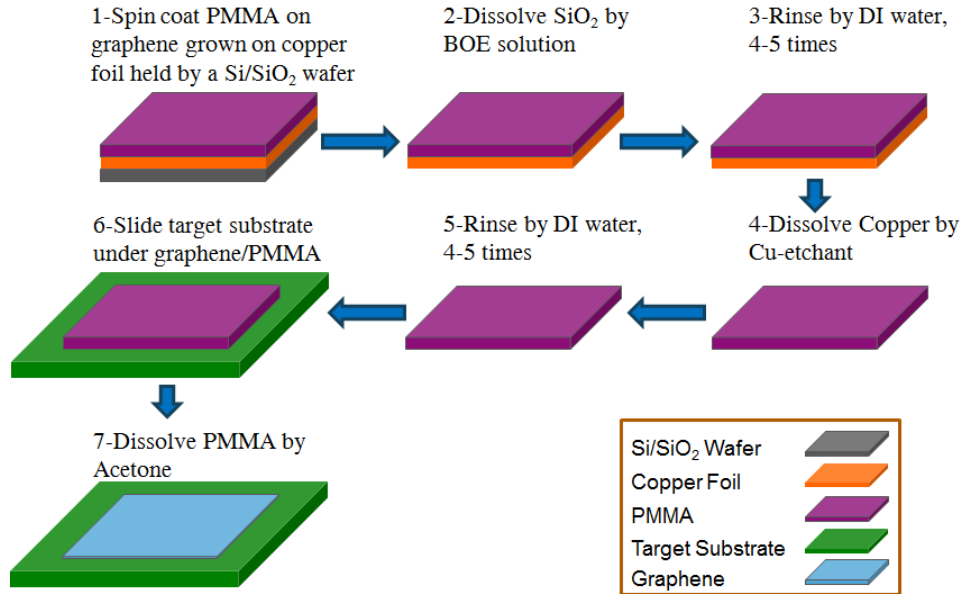 1-Spin coat PMMA on
graphene grown on copper
foil held by a Si/SiO₂ wafer
2-Dissolve SiO₂ by
BOE solution
3-Rinse by DI water,
4-5 times
6-Slide target substrate
under graphene/PMMA
5-Rinse by DI water,
4-5 times
4-Dissolve Copper by
Cu-etchant
7-Dissolve PMMA by
Acetone
Si/SiO₂ Wafer
Copper Foil
PMMA
Target Substrate
Graphene